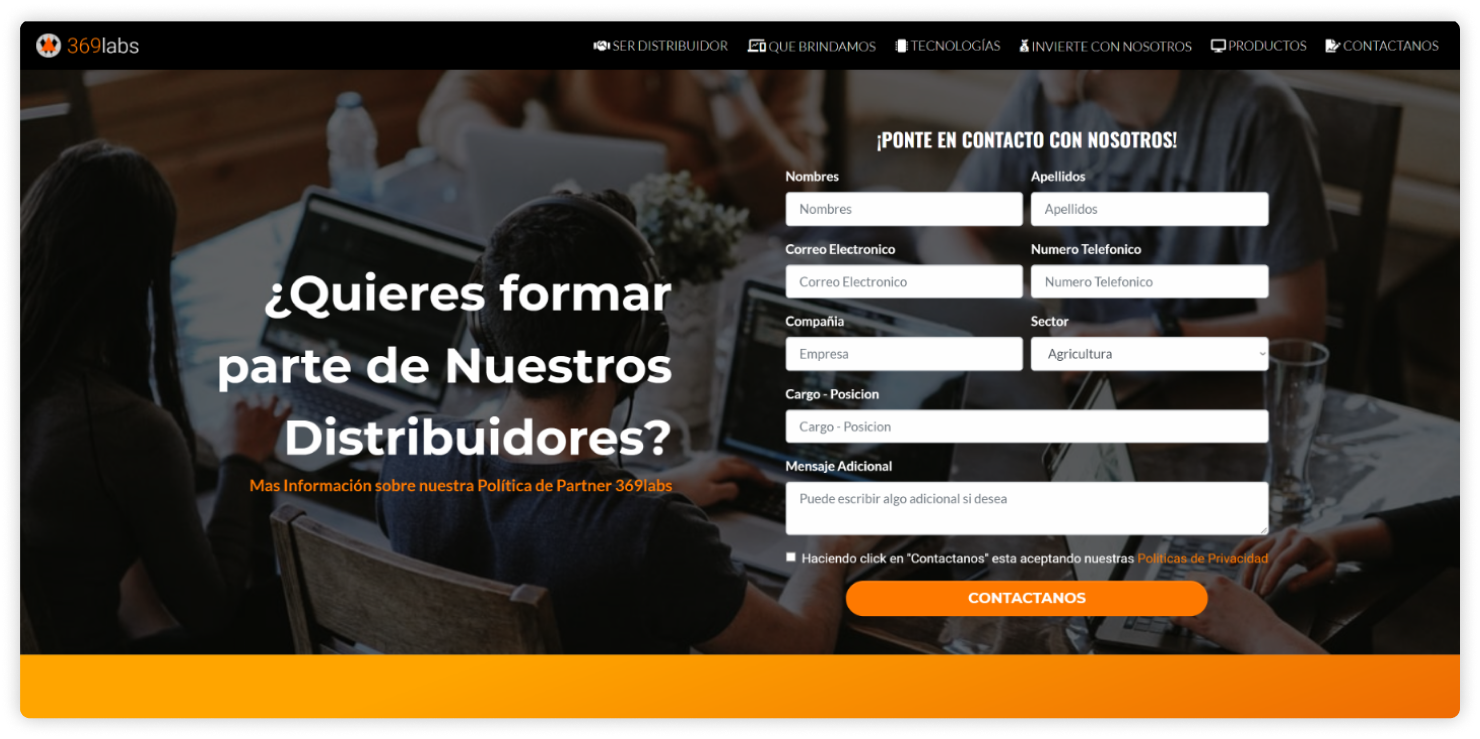 369labs
SER DISTRIBUIDOR QUE BRINDAMOS TECNOLOGÍAS INVIERTE CON NOSOTROS PRODUCTOS CONTACTANOS
¿Quieres formar
parte de Nuestros
Distribuidores?
Mas Información sobre nuestra Política de Partner 369labs
¡PONTE EN CONTACTO CON NOSOTROS!
Nombres Apellidos
Nombres Apellidos
Correo Electronico Numero Telefonico
Correo Electronico Numero Telefonico
Compañia Sector
Empresa Agricultura
Cargo - Posicion
Cargo - Posicion
Mensaje Adicional
Puede escribir algo adicional si desea
Haciendo click en "Contactanos" esta aceptando nuestras Políticas de Privacidad
CONTACTANOS